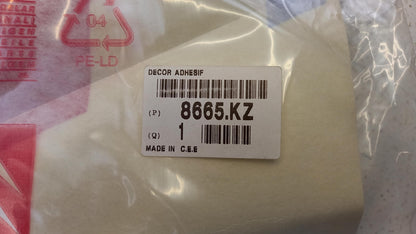 04
PE-LD
DECOR ADHESIF
(P) 8665.KZ
(Q) 1
MADE IN C.E.E